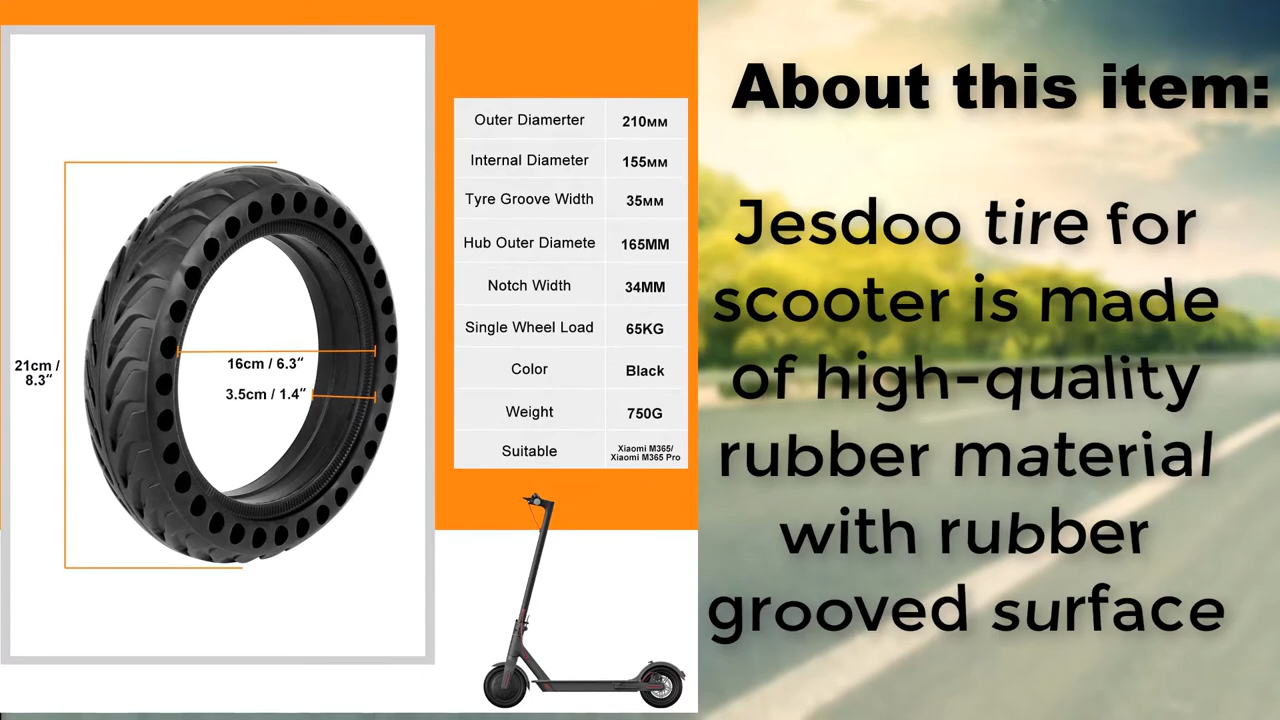 21cm /
8.3“
16cm / 6.3“
3.5cm / 1.4“
Outer Diamerter 210MM
Internal Diameter 155MM
Tyre Groove Width 35MM
Hub Outer Diamete 165MM
Notch Width 34MM
Single Wheel Load 65KG
Color Black
Weight 750G
Suitable Xiaomi M365/
Xiaomi M365 Pro
About this item:
Jesdoo tire for
scooter is made
of high-quality
rubber material
with rubber
grooved surface